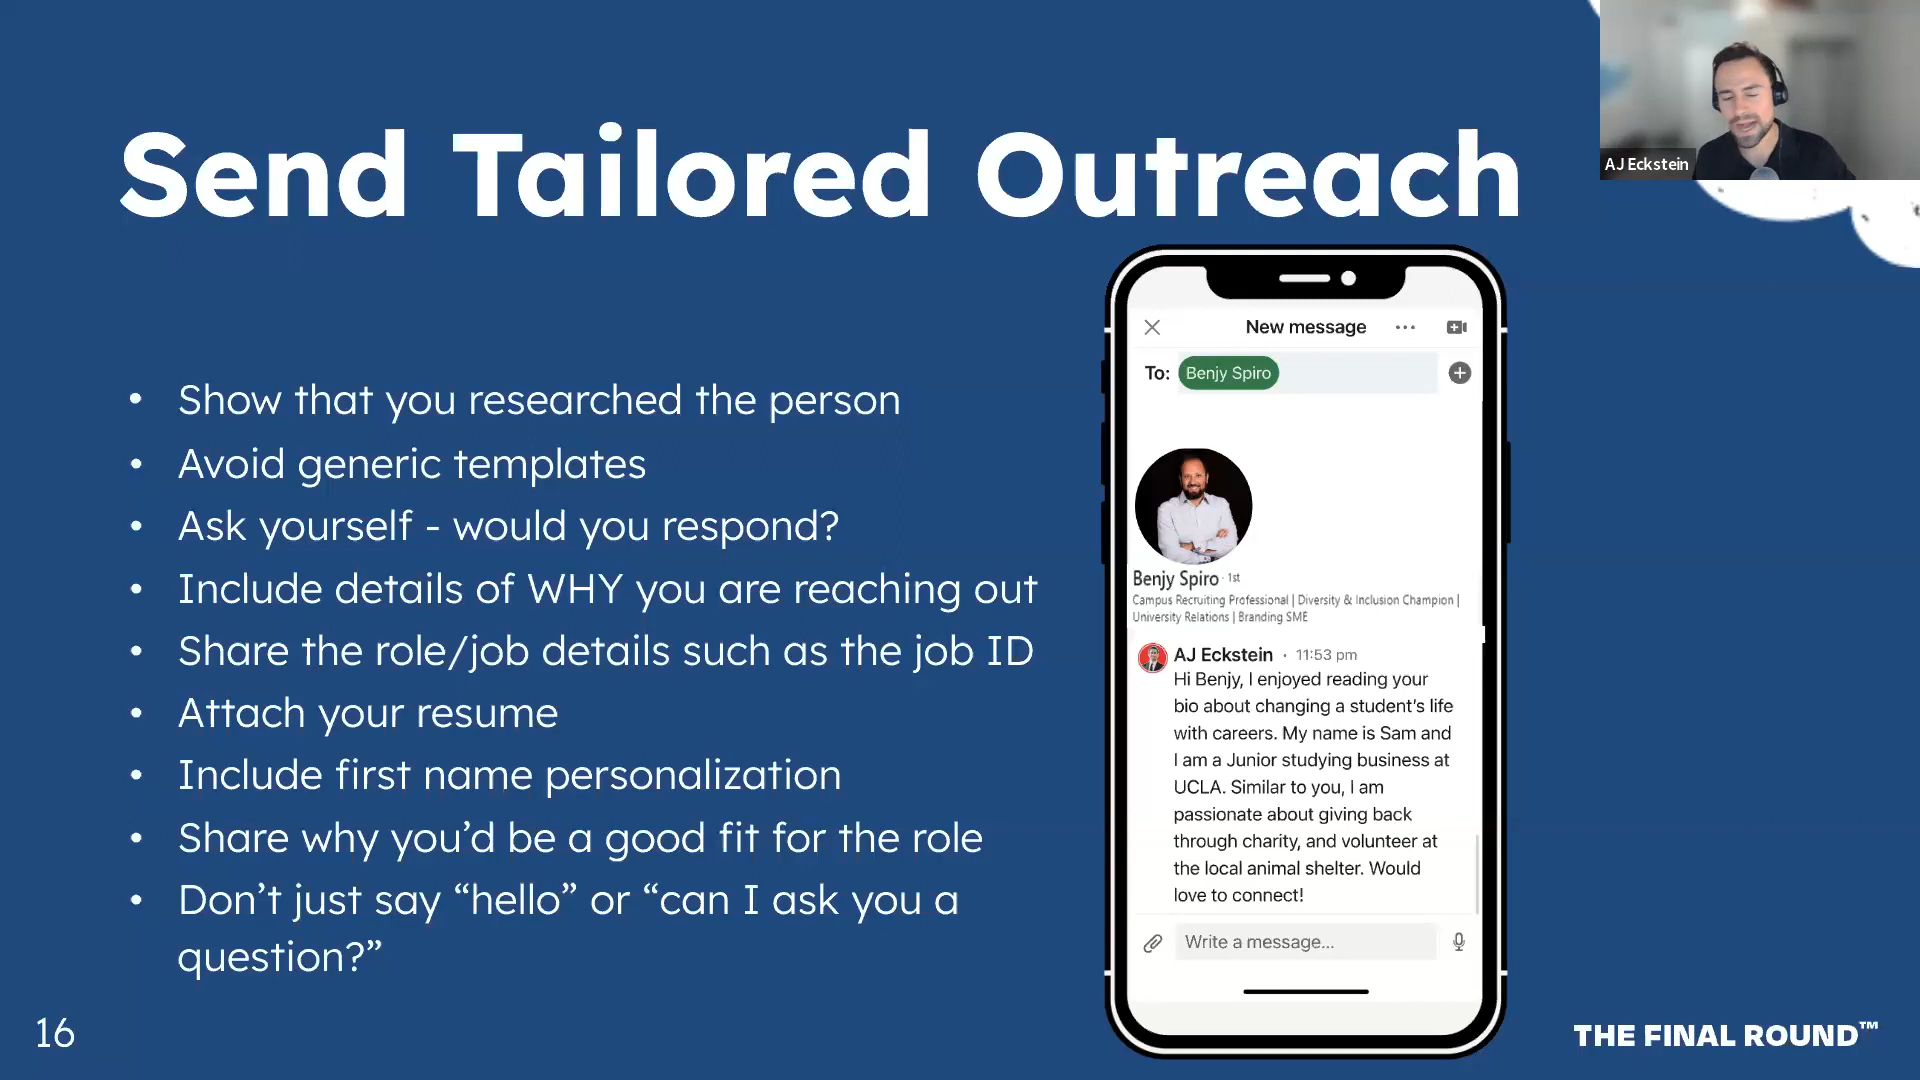 Send Tailored Outreach
AJ Eckstein
• Show that you researched the person
• Avoid generic templates
• Ask yourself - would you respond?
• Include details of WHY you are reaching out
• Share the role/job details such as the job ID
• Attach your resume
• Include first name personalization
• Share why you’d be a good fit for the role
• Don’t just say “hello” or “can I ask you a
question?”
New message
To: Benjy Spiro
Benjy Spiro · 1st
Campus Recruiting Professional | Diversity & Inclusion Champion |
University Relations | Branding SME
AJ Eckstein · 11:53 pm
Hi Benjy, I enjoyed reading your
bio about changing a student's life
with careers. My name is Sam and
I am a Junior studying business at
UCLA. Similar to you, I am
passionate about giving back
through charity, and volunteer at
the local animal shelter. Would
love to connect!
Write a message...
16
THE FINAL ROUND™